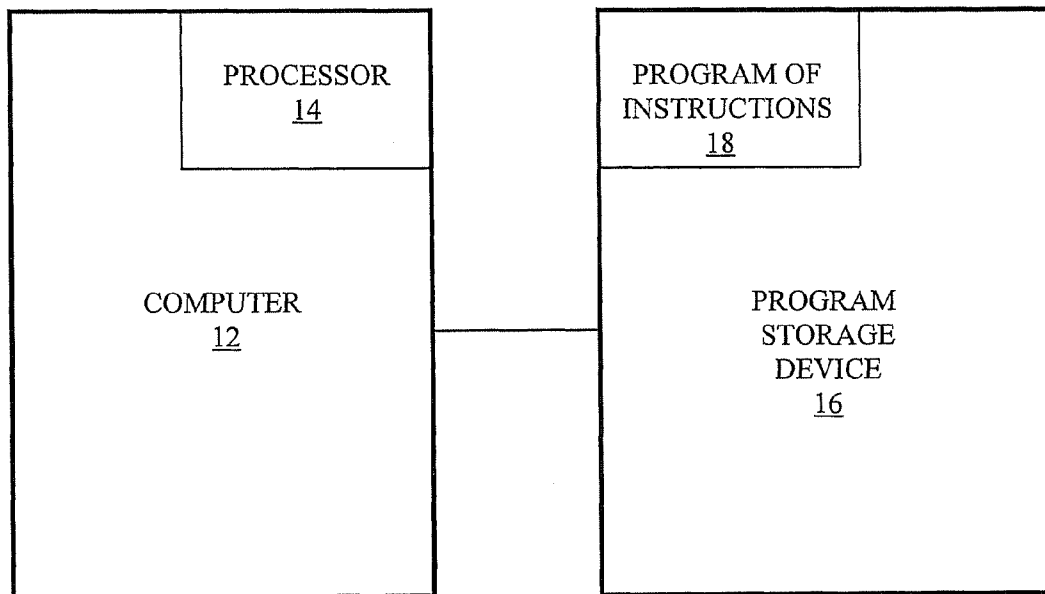 PROCESSOR
14
PROGRAM OF
INSTRUCTIONS
18
COMPUTER
12
PROGRAM
STORAGE
DEVICE
16